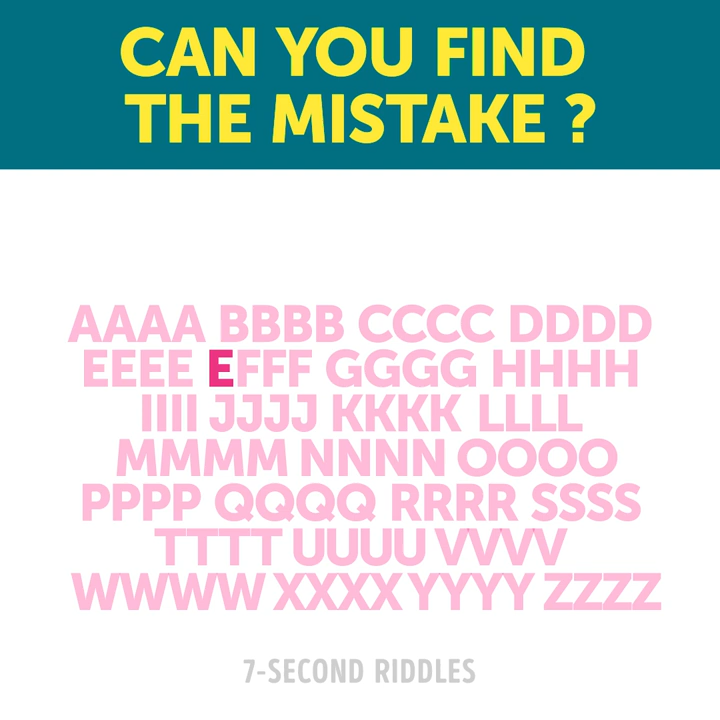 CAN YOU FIND
THE MISTAKE ?
AAAA BBBB CCCC DDDD
EEEE EFFF GGGG HHHH
IIII JJJJ KKKK LLLL
MMMM NNNN OOOO
PPPP QQQQ RRRR SSSS
TTTT UUUU VVVV
WWWW XXXX YYYY ZZZZ
7-SECOND RIDDLES